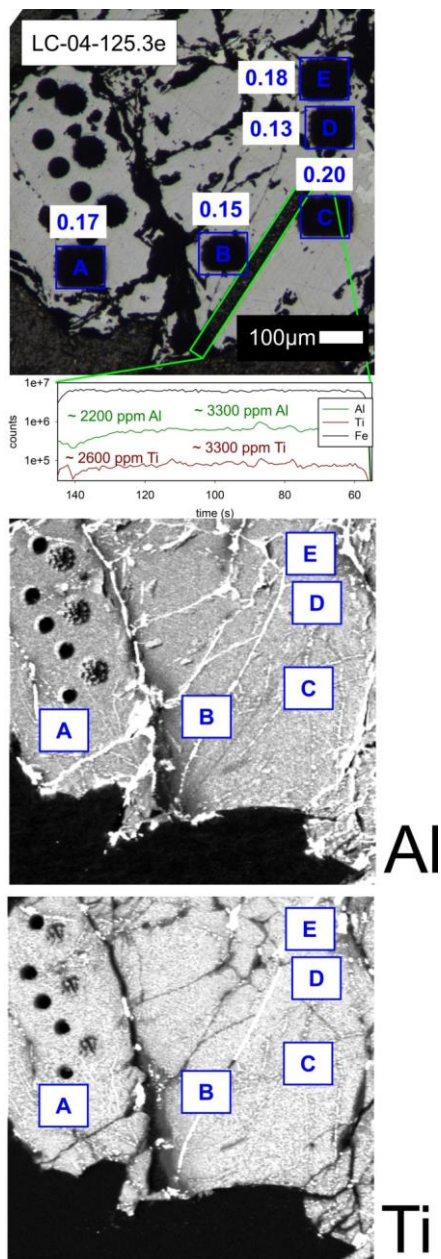 LC-04-125.3e
0.18 E
0.13 D
0.20
0.17 0.15 C
A B
100µm
1e+7
1e+6
1e+5
counts
~ 2200 ppm Al ~ 3300 ppm Al
~ 2600 ppm Ti ~ 3300 ppm Ti
Al
Ti
Fe
140 120 100 80 60
time (s)
E
D
C
B
A
Al
E
D
C
B
A
Ti